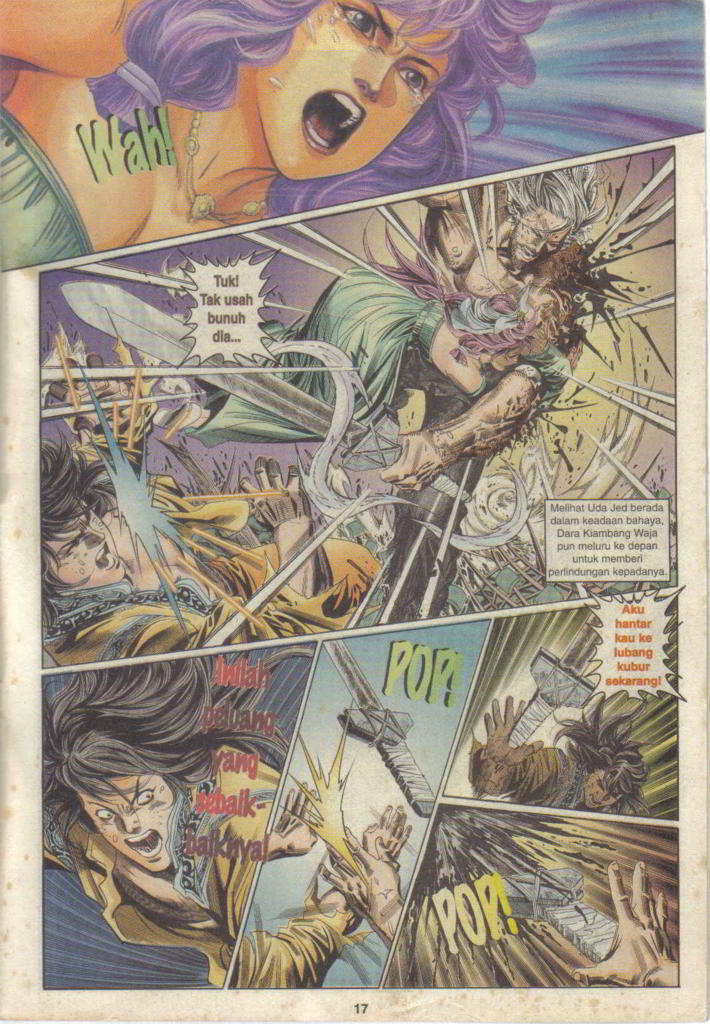 Wah!
Tuk!
Tak usah
bunuh
dia...
Melihat Uda Jed berada
dalam keadaan bahaya,
Dara Kiambang Waja
pun meluru ke depan
untuk memberi
perlindungan kepadanya.
Aku
hantar
kau ke
lubang
kubur
sekarang!
Inilah
peluang
yang
sebaik-
baiknya!
POP!
POP!
17